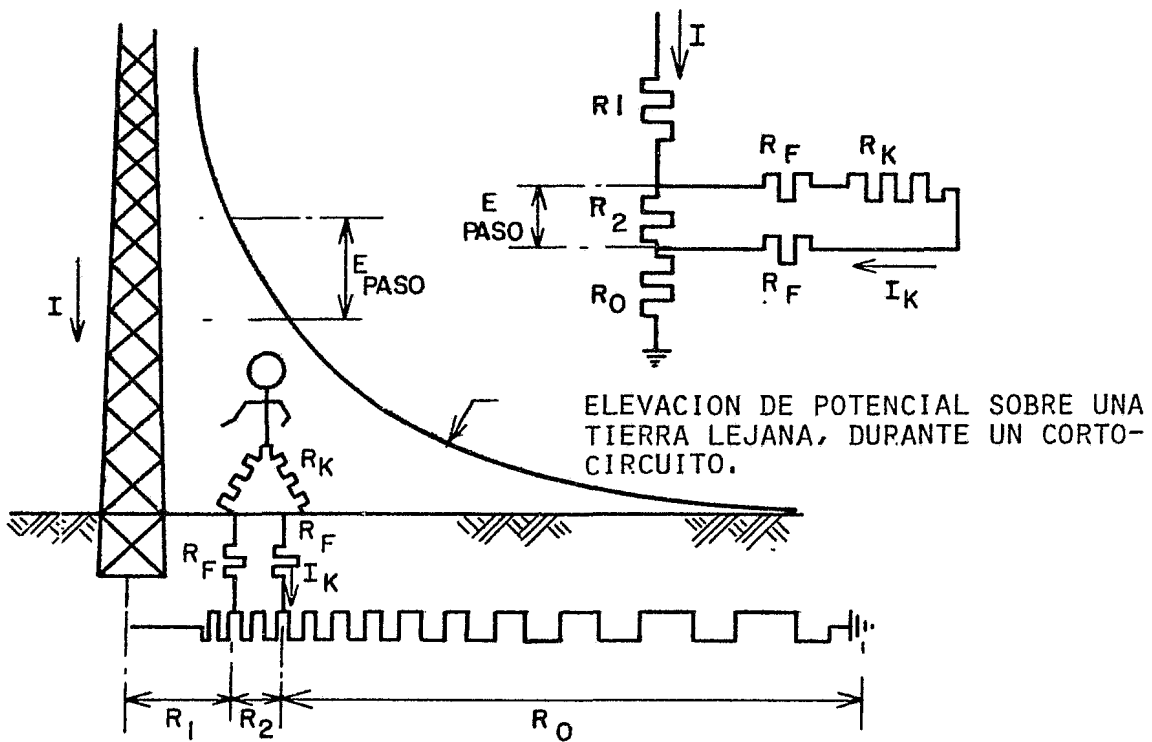 I
R1
RF
RK
E
PASO
R2
RF
RO
IK
E
PASO
I
ELEVACION DE POTENCIAL SOBRE UNA
TIERRA LEJANA, DURANTE UN CORTO-
CIRCUITO.
RK
RF
RF
IK
R1
R2
RO